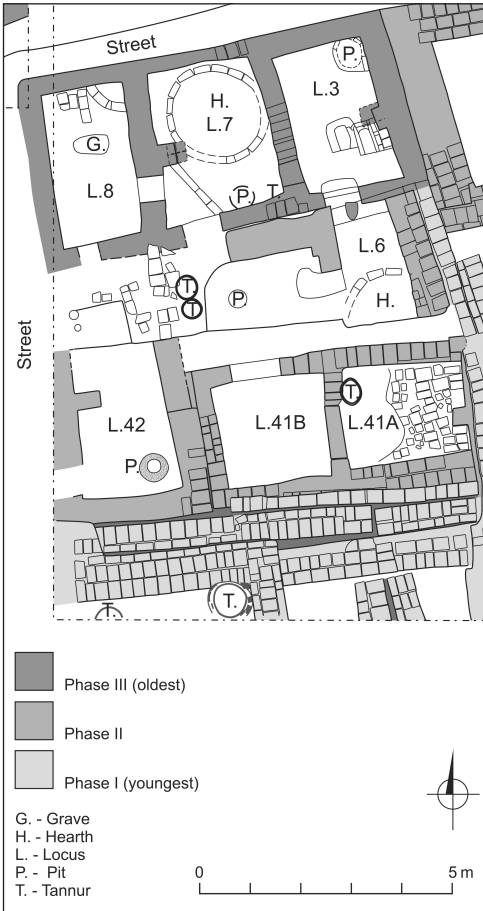 Street
P.
H.
L.3
L.7
G.
P.
T.
L.8
L.6
T.
P.
H.
T.
Street
T.
L.42
L.41B
L.41A
P.
T.
T.
Phase III (oldest)
Phase II
Phase I (youngest)
G. - Grave
H. - Hearth
L. - Locus
P. - Pit
T. - Tannur
0 5 m